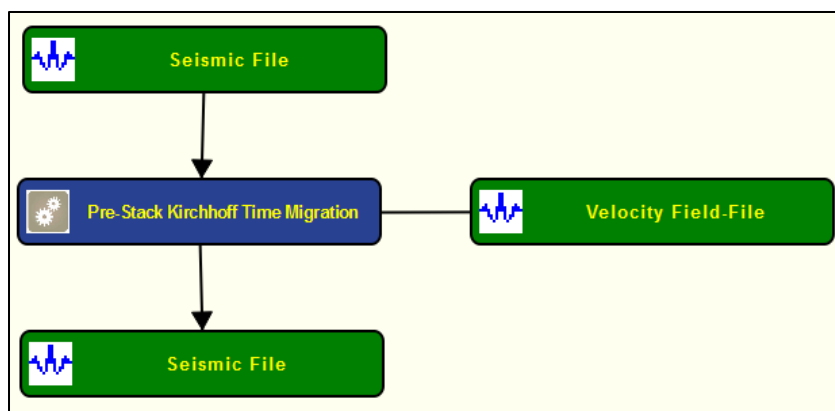 Seismic File
Pre-Stack Kirchhoff Time Migration
Velocity Field-File
Seismic File